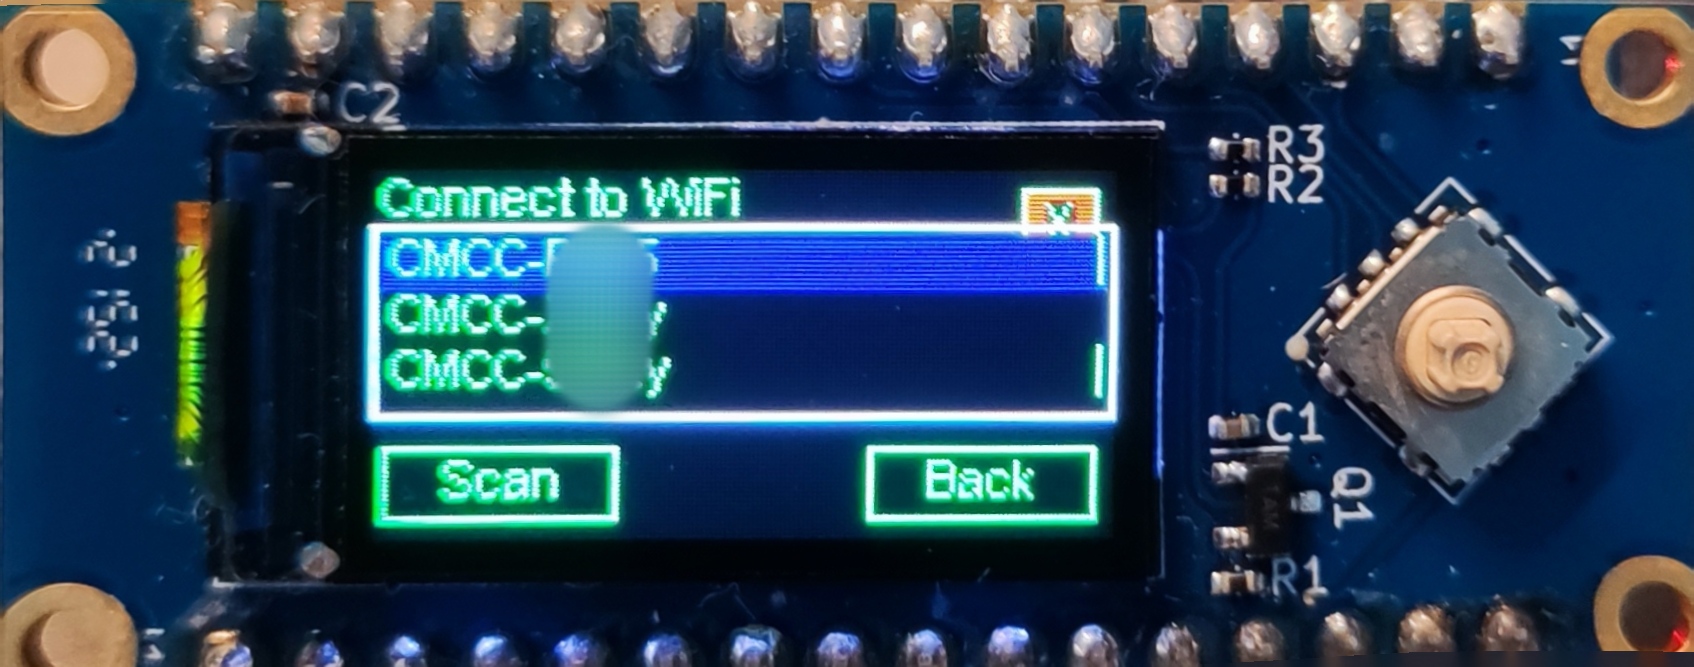 C2
R3
R2
Connect to WiFi
x
CMCC-
CMCC-
CMCC-
Scan
Back
C1
Q1
R1